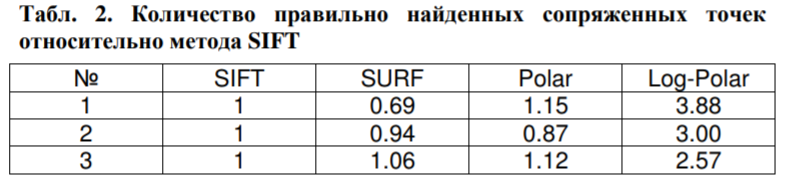 Табл. 2. Количество правильно найденных сопряженных точек
относительно метода SIFT
№ SIFT SURF Polar Log-Polar
1 1 0.69 1.15 3.88
2 1 0.94 0.87 3.00
3 1 1.06 1.12 2.57